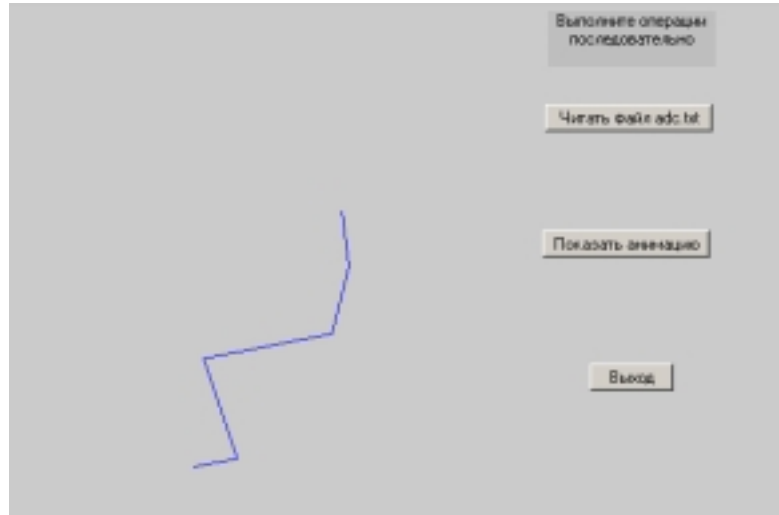 Выполните операции
последовательно
Читать файл adc.txt
Показать анимацию
Выход